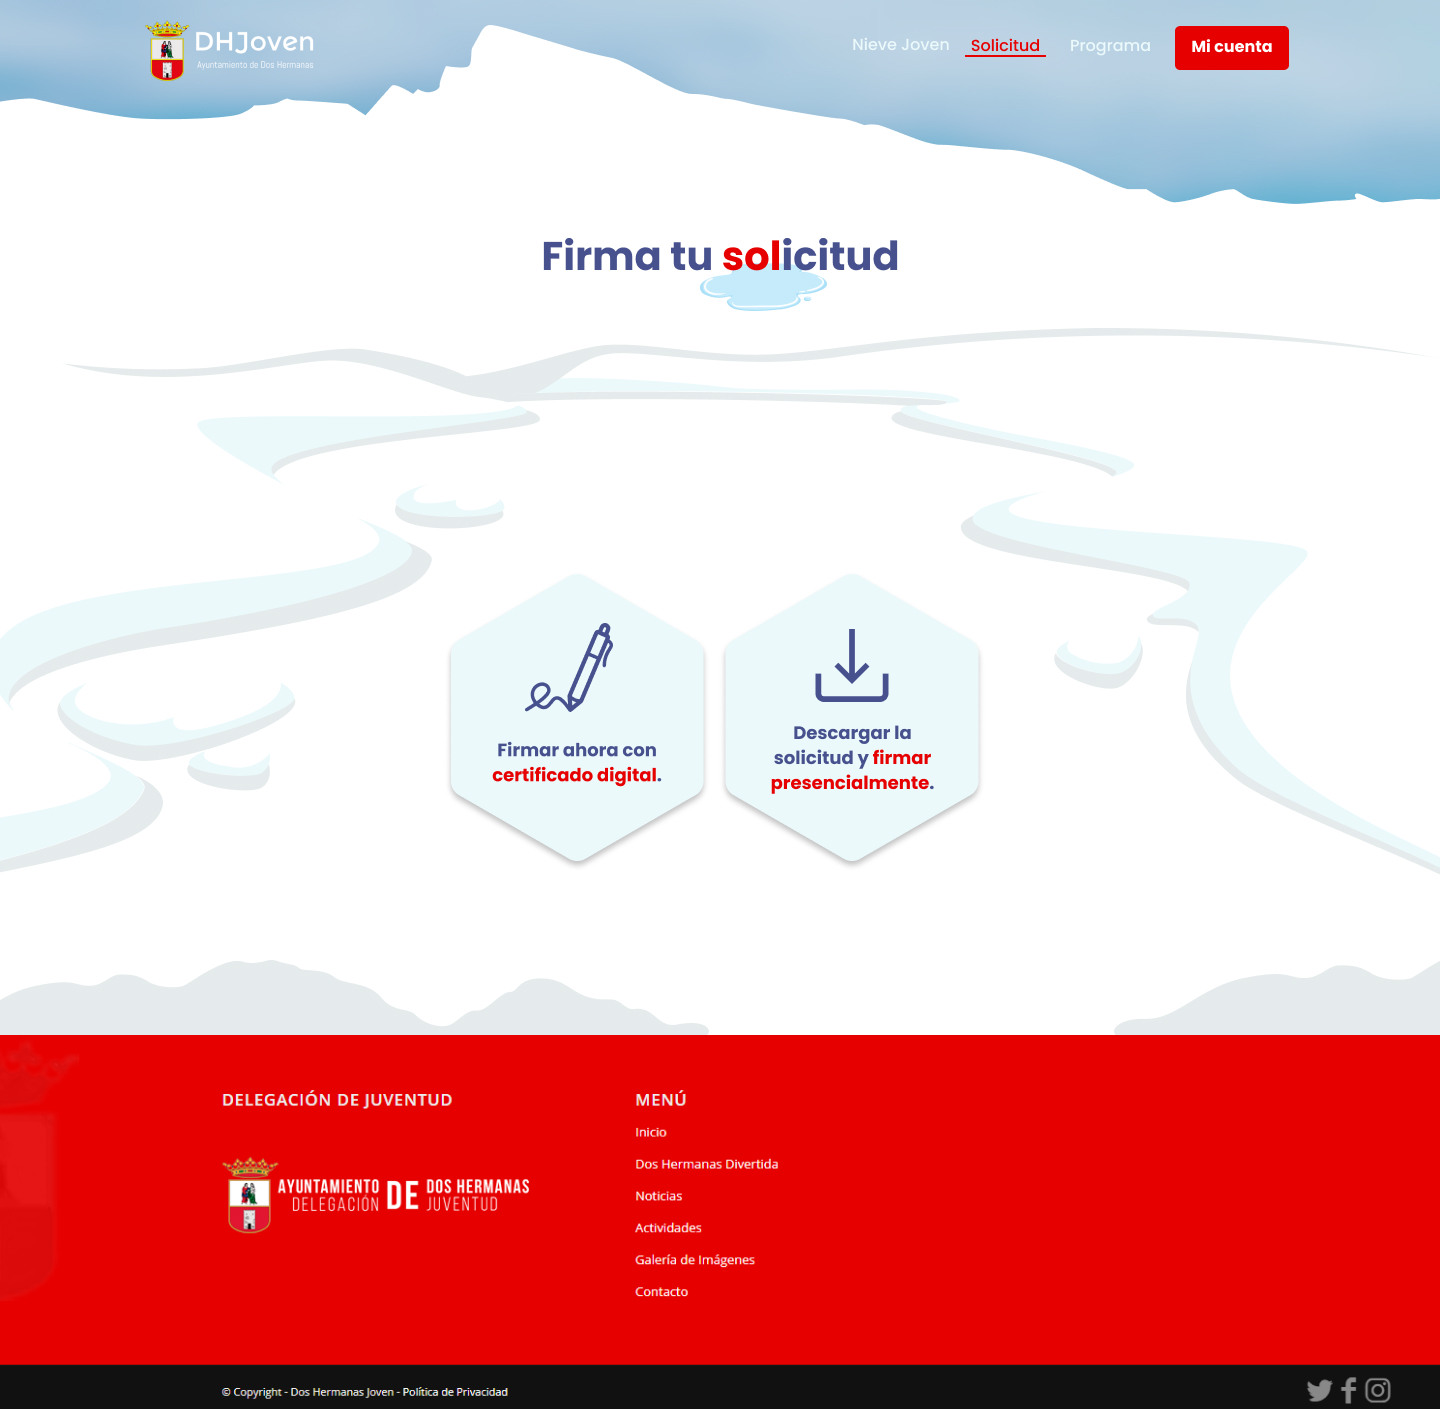 DHJoven
Ayuntamiento de Dos Hermanas
Nieve Joven
Solicitud
Programa
Mi cuenta
Firma tu solicitud
Firmar ahora con
certificado digital.
Descargar la
solicitud y firmar
presencialmente.
DELEGACIÓN DE JUVENTUD
AYUNTAMIENTO DE DOS HERMANAS
DELEGACIÓN JUVENTUD
MENÚ
Inicio
Dos Hermanas Divertida
Noticias
Actividades
Galería de Imágenes
Contacto
© Copyright - Dos Hermanas Joven - Política de Privacidad